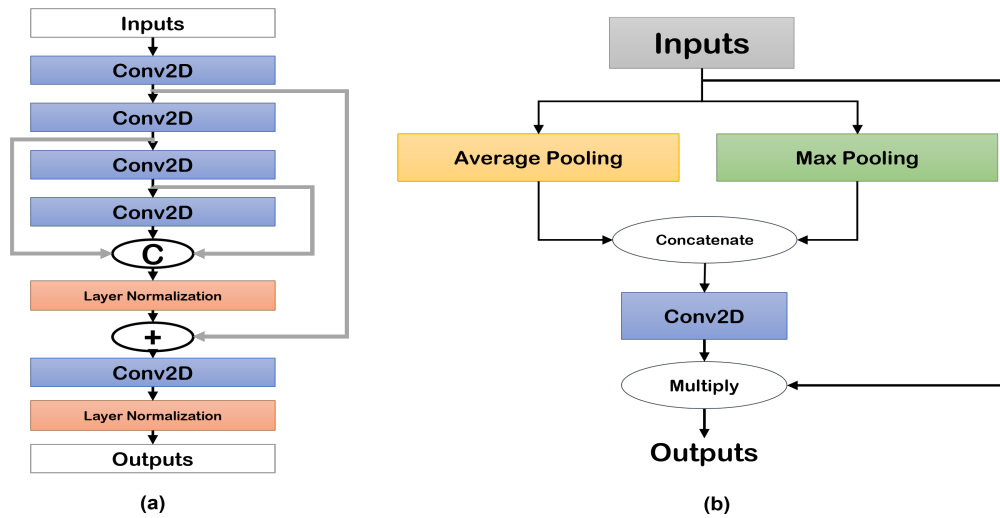 Inputs
Conv2D
Conv2D
Conv2D
Conv2D
C
Layer Normalization
+
Conv2D
Layer Normalization
Outputs
(a)
Inputs
Average Pooling
Max Pooling
Concatenate
Conv2D
Multiply
Outputs
(b)